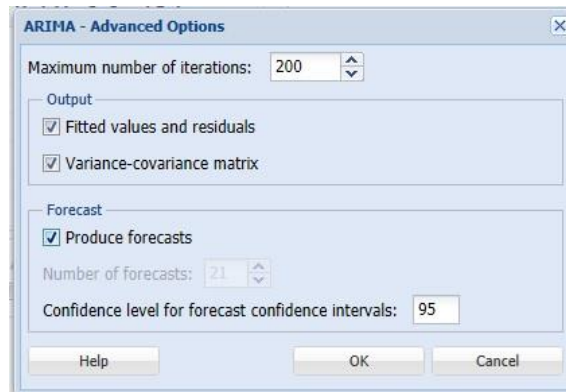 ARIMA - Advanced Options
Maximum number of iterations: 200
Output
Fitted values and residuals
Variance-covariance matrix
Forecast
Produce forecasts
Number of forecasts: 21
Confidence level for forecast confidence intervals: 95
Help OK Cancel